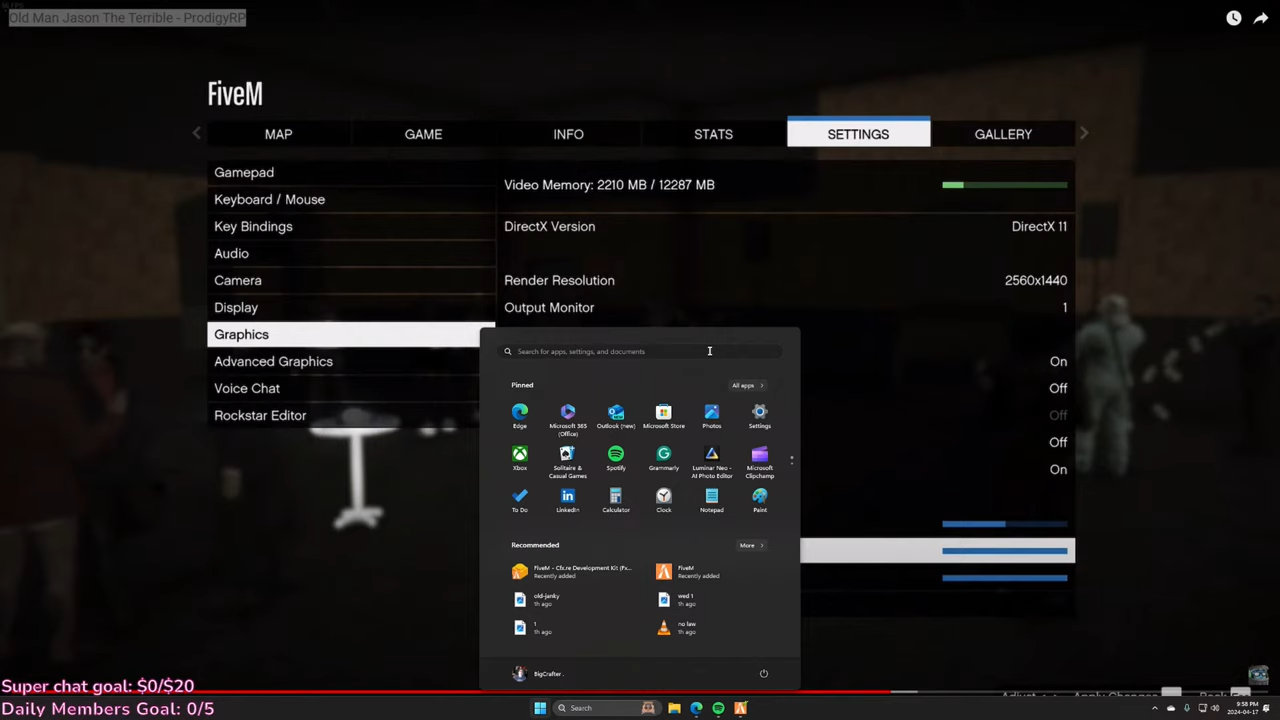 Old Man Jason The Terrible - ProdigyRP
FiveM
MAP
GAME
INFO
STATS
SETTINGS
GALLERY
Gamepad
Keyboard / Mouse
Key Bindings
Audio
Camera
Display
Graphics
Advanced Graphics
Voice Chat
Rockstar Editor
Video Memory: 2210 MB / 12287 MB
DirectX Version
DirectX 11
Render Resolution
2560x1440
Output Monitor
1
On
Off
Off
Off
On
Search for apps, settings, and documents
Pinned
All apps
Edge
Microsoft 365
(Office)
Outlook (new)
Microsoft Store
Photos
Settings
Xbox
Solitaire &
Casual Games
Spotify
Grammarly
Luminar Neo -
AI Photo Editor
Microsoft
Clipchamp
To Do
LinkedIn
Calculator
Clock
Notepad
Paint
Recommended
More
FiveM - Cfx.re Development Kit (Fx...
Recently added
FiveM
Recently added
old-janky
1h ago
wed 1
1h ago
1
1h ago
no law
1h ago
BigCrafter .
Super chat goal: $0/$20
Daily Members Goal: 0/5
Search
9:58 PM
2024-04-17